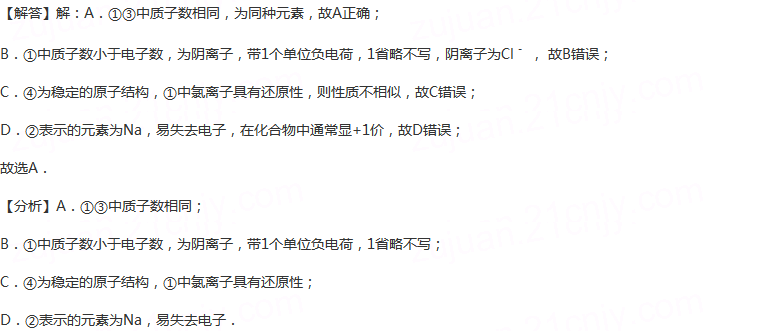 【解答】解：A．①③中质子数相同，为同种元素，故A正确；
B．①中质子数小于电子数，为阴离子，带1个单位负电荷，1省略不写，阴离子为Cl﹣ ，故B错误；
C．④为稳定的原子结构，①中氯离子具有还原性，则性质不相似，故C错误；
D．②表示的元素为Na，易失去电子，在化合物中通常显+1价，故D错误；
故选A．
【分析】A．①③中质子数相同；
B．①中质子数小于电子数，为阴离子，带1个单位负电荷，1省略不写；
C．④为稳定的原子结构，①中氯离子具有还原性；
D．②表示的元素为Na，易失去电子．